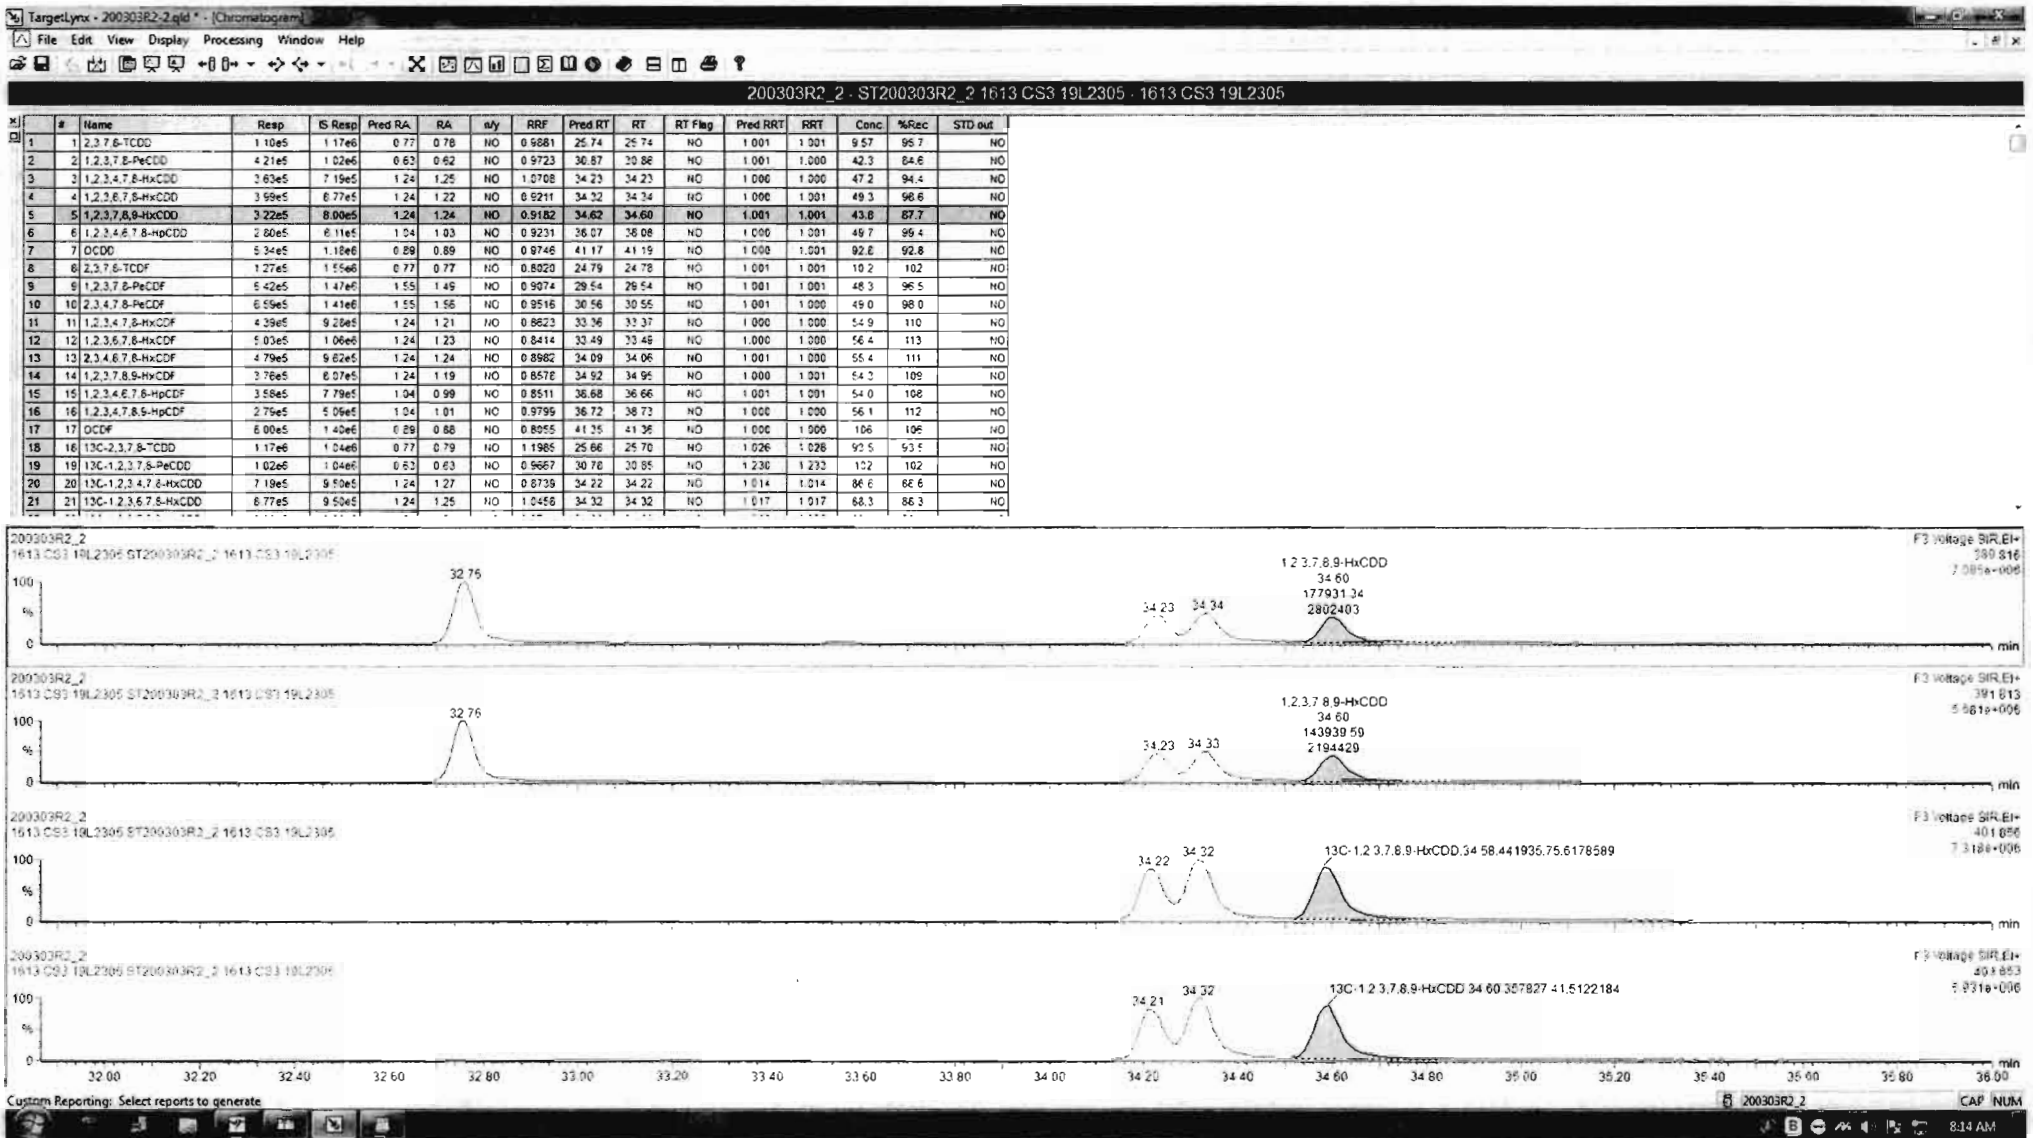 TargetLynx - 200303R2-2.qld * - [Chromatogram]
File Edit View Display Processing Window Help
200303R2_2 - ST200303R2_2 1613 CS3 19L2305 - 1613 CS3 19L2305
# Name Resp IS Resp Pred RA RA n/y RRF Pred RT RT RT Flag Pred RRT RRT Conc %Rec STD out
1 1 2,3,7,8-TCDD 1.10e5 1.17e6 0.77 0.78 NO 0.9881 25.74 25.74 NO 1.001 1.001 9.57 95.7 NO
2 2 1,2,3,7,8-PeCDD 4.21e5 1.02e6 0.63 0.62 NO 0.9723 30.87 30.86 NO 1.001 1.000 42.3 84.6 NO
3 3 1,2,3,4,7,8-HxCDD 3.63e5 7.19e5 1.24 1.25 NO 1.0708 34.23 34.23 NO 1.000 1.000 47.2 94.4 NO
4 4 1,2,3,6,7,8-HxCDD 3.99e5 8.77e5 1.24 1.22 NO 0.9211 34.32 34.34 NO 1.000 1.001 49.3 98.6 NO
5 5 1,2,3,7,8,9-HxCDD 3.22e5 8.00e5 1.24 1.24 NO 0.9182 34.62 34.60 NO 1.001 1.001 43.8 87.7 NO
6 6 1,2,3,4,6,7,8-HpCDD 2.80e5 6.11e5 1.04 1.03 NO 0.9231 38.07 38.08 NO 1.000 1.001 49.7 99.4 NO
7 7 OCDD 5.34e5 1.18e6 0.89 0.89 NO 0.9746 41.17 41.19 NO 1.000 1.001 92.8 92.8 NO
8 8 2,3,7,8-TCDF 1.27e5 1.55e6 0.77 0.77 NO 0.8020 24.79 24.78 NO 1.001 1.001 10.2 102 NO
9 9 1,2,3,7,8-PeCDF 6.42e5 1.47e6 1.55 1.49 NO 0.9074 29.54 29.54 NO 1.001 1.001 48.3 96.5 NO
10 10 2,3,4,7,8-PeCDF 6.59e5 1.41e6 1.55 1.56 NO 0.9516 30.56 30.55 NO 1.001 1.000 49.0 98.0 NO
11 11 1,2,3,4,7,8-HxCDF 4.39e5 9.28e5 1.24 1.21 NO 0.8623 33.36 33.37 NO 1.000 1.000 54.9 110 NO
12 12 1,2,3,6,7,8-HxCDF 5.03e5 1.06e6 1.24 1.23 NO 0.8414 33.49 33.49 NO 1.000 1.000 56.4 113 NO
13 13 2,3,4,6,7,8-HxCDF 4.79e5 9.62e5 1.24 1.24 NO 0.8982 34.09 34.06 NO 1.001 1.000 55.4 111 NO
14 14 1,2,3,7,8,9-HxCDF 3.76e5 8.07e5 1.24 1.19 NO 0.8578 34.92 34.95 NO 1.000 1.001 54.3 109 NO
15 15 1,2,3,4,6,7,8-HpCDF 3.58e5 7.79e5 1.04 0.99 NO 0.8511 36.68 36.66 NO 1.001 1.001 54.0 108 NO
16 16 1,2,3,4,7,8,9-HpCDF 2.79e5 5.09e5 1.04 1.01 NO 0.9799 38.72 38.73 NO 1.000 1.000 56.1 112 NO
17 17 OCDF 6.00e5 1.40e6 0.89 0.88 NO 0.8055 41.35 41.36 NO 1.000 1.000 106 106 NO
18 18 13C-2,3,7,8-TCDD 1.17e6 1.04e6 0.77 0.79 NO 1.1985 25.66 25.70 NO 1.026 1.028 93.5 93.5 NO
19 19 13C-1,2,3,7,8-PeCDD 1.02e6 1.04e6 0.63 0.63 NO 0.9667 30.78 30.85 NO 1.230 1.233 102 102 NO
20 20 13C-1,2,3,4,7,8-HxCDD 7.19e5 9.50e5 1.24 1.27 NO 0.8739 34.22 34.22 NO 1.014 1.014 86.6 86.6 NO
21 21 13C-1,2,3,6,7,8-HxCDD 8.77e5 9.50e5 1.24 1.25 NO 1.0458 34.32 34.32 NO 1.017 1.017 88.3 88.3 NO
200303R2_2
1613 CS3 19L2305 ST200303R2_2 1613 CS3 19L2305
F3 Voltage SIR,EI+
389.816
7.085e+006
100
%
0
32.76
34.23 34.34
1,2,3,7,8,9-HxCDD
34.60
177931.34
2802403
min
200303R2_2
1613 CS3 19L2305 ST200303R2_2 1613 CS3 19L2305
F3 Voltage SIR,EI+
391.813
100
%
0
32.76
34.23 34.33
1,2,3,7,8,9-HxCDD
34.60
143939.59
2194429
min
200303R2_2
1613 CS3 19L2305 ST200303R2_2 1613 CS3 19L2305
F3 Voltage SIR,EI+
401.856
7.318e+006
100
%
0
34.22 34.32
13C-1,2,3,7,8,9-HxCDD,34.58,441935.75,6178589
min
200303R2_2
1613 CS3 19L2305 ST200303R2_2 1613 CS3 19L2305
F3 Voltage SIR,EI+
403.853
5.931e+006
100
%
0
34.21 34.32
13C-1,2,3,7,8,9-HxCDD,34.60,357827.41,5122184
min
32.00 32.20 32.40 32.60 32.80 33.00 33.20 33.40 33.60 33.80 34.00 34.20 34.40 34.60 34.80 35.00 35.20 35.40 35.60 35.80 36.00
Custom Reporting: Select reports to generate
200303R2_2
CAP NUM
8:14 AM